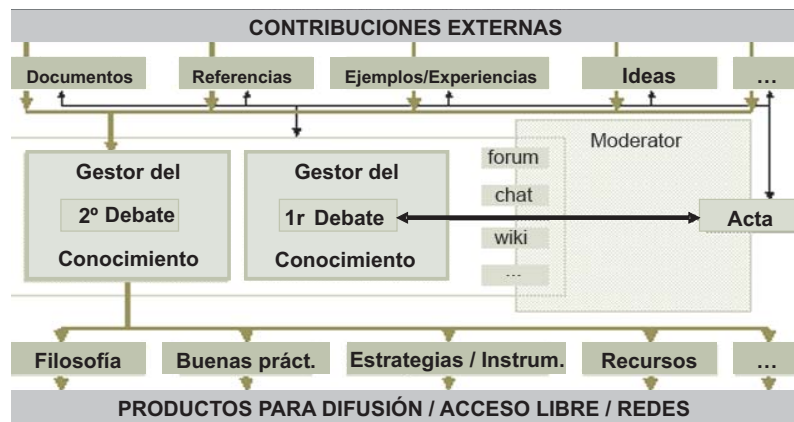 CONTRIBUCIONES EXTERNAS
Documentos
Referencias
Ejemplos/Experiencias
Ideas
...
Gestor del
2º Debate
Conocimiento
Gestor del
1r Debate
Conocimiento
forum
chat
wiki
...
Moderator
Acta
Filosofía
Buenas práct.
Estrategias / Instrum.
Recursos
...
PRODUCTOS PARA DIFUSIÓN / ACCESO LIBRE / REDES